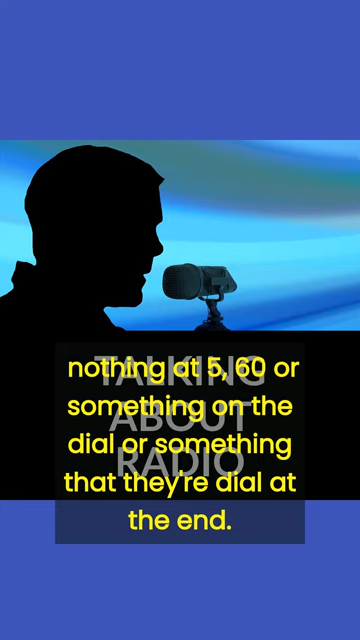 nothing at 5, 60 or
something on the
dial or something
that they're dial at
the end.
TALKING
ABOUT
RADIO